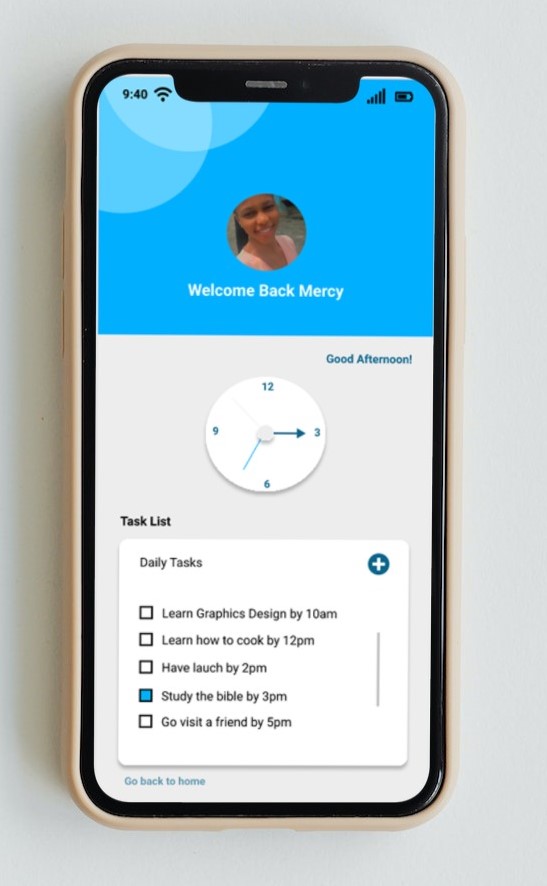 9:40
Welcome Back Mercy
Good Afternoon!
12
9
3
6
Task List
Daily Tasks
Learn Graphics Design by 10am
Learn how to cook by 12pm
Have lauch by 2pm
Study the bible by 3pm
Go visit a friend by 5pm
Go back to home